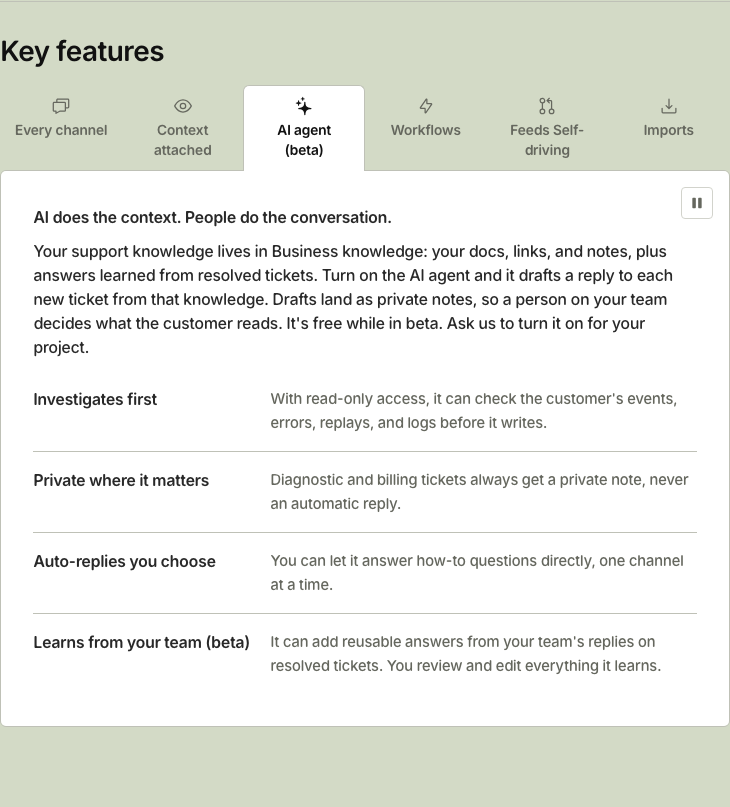 Key features
Every channel
Context
attached
AI agent
(beta)
Workflows
Feeds Self-
driving
Imports
AI does the context. People do the conversation.
Your support knowledge lives in Business knowledge: your docs, links, and notes, plus
answers learned from resolved tickets. Turn on the AI agent and it drafts a reply to each
new ticket from that knowledge. Drafts land as private notes, so a person on your team
decides what the customer reads. It's free while in beta. Ask us to turn it on for your
project.
Investigates first
With read-only access, it can check the customer's events,
errors, replays, and logs before it writes.
Private where it matters
Diagnostic and billing tickets always get a private note, never
an automatic reply.
Auto-replies you choose
You can let it answer how-to questions directly, one channel
at a time.
Learns from your team (beta)
It can add reusable answers from your team's replies on
resolved tickets. You review and edit everything it learns.